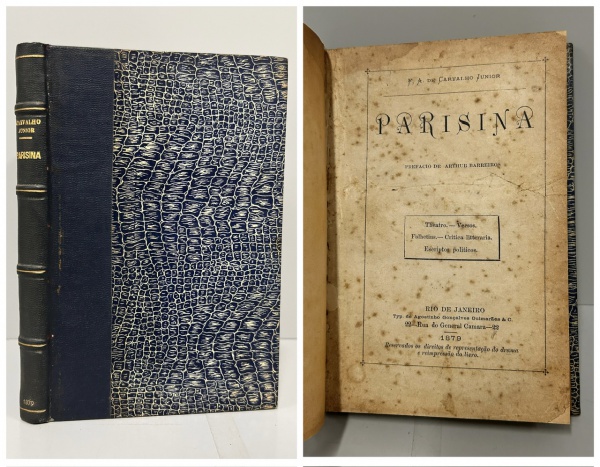 CARVALHO
JUNIOR
PARISINA
1879
F. A. DE CARVALHO JUNIOR
PARISINA
PREFACIO DE ARTHUR BARREIROS
Theatro.—Versos.
Folhetins.—Critica litteraria.
Escriptos politicos.
RIO DE JANEIRO
Typ. de Agostinho Gonçalves Guimarães & C.
22—Rua do General Camara—22
1879
Reservados os direitos de representação do drama
e reimpressão do livro.